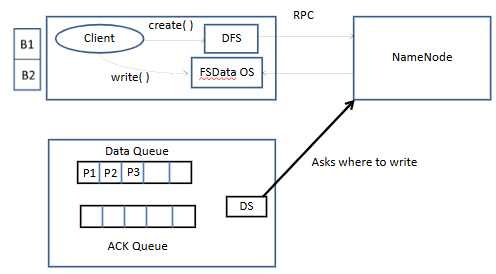 create( )
RPC
B1
Client
DFS
NameNode
B2
write( )
FSData OS
Data Queue
P1 P2 P3
Asks where to write
DS
ACK Queue